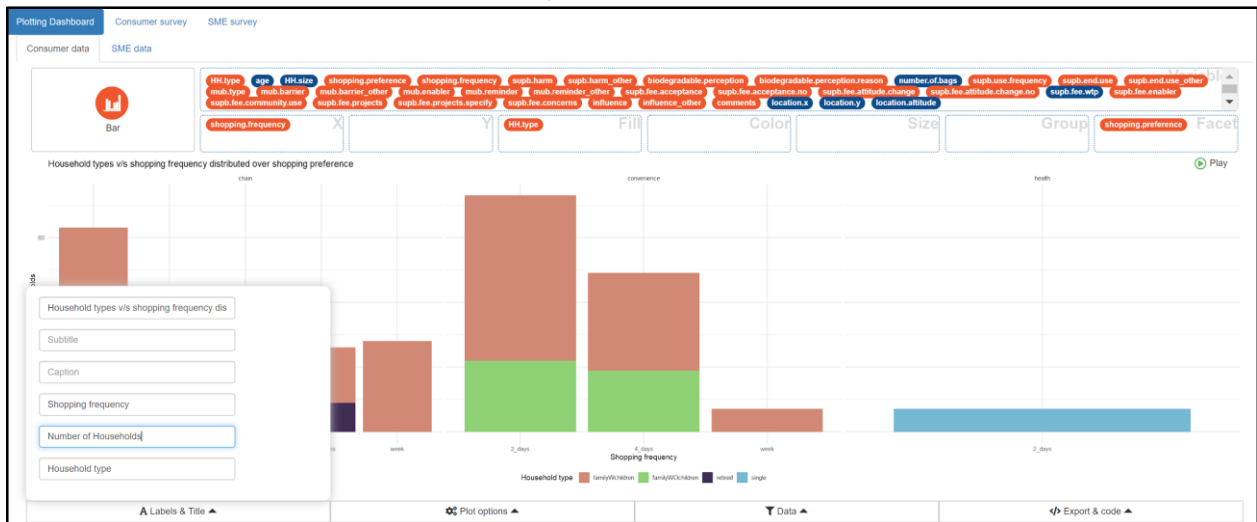 Plotting Dashboard Consumer survey SME survey
Consumer data SME data
HH.type age HH.size shopping.preference shopping.frequency supb.harm supb.harm_other biodegradable.perception biodegradable.perception.reason number.of.bags supb.use.frequency supb.end.use supb.end.use_other
mub.type mub.barrier mub.barrier_other mub.enabler mub.reminder mub.reminder_other supb.fee.acceptance supb.fee.acceptance.no supb.fee.attitude.change supb.fee.attitude.change.no supb.fee.wtp supb.fee.enabler
supb.fee.community.use supb.fee.projects supb.fee.projects.specify supb.fee.concerns influence influence_other comments location.x location.y location.altitude
Bar
shopping.frequency X Y HH.type Fill Color Size Group shopping.preference Facet
Household types v/s shopping frequency distributed over shopping preference
Play
chain convenience health
Household types v/s shopping frequency dis
Subtitle
Caption
Shopping frequency
Number of Households
Household type
week 2_days 4_days week 2_days
Shopping frequency
Household type familyWchildren familyWOchildren retired single
A Labels & Title Plot options Data </> Export & code